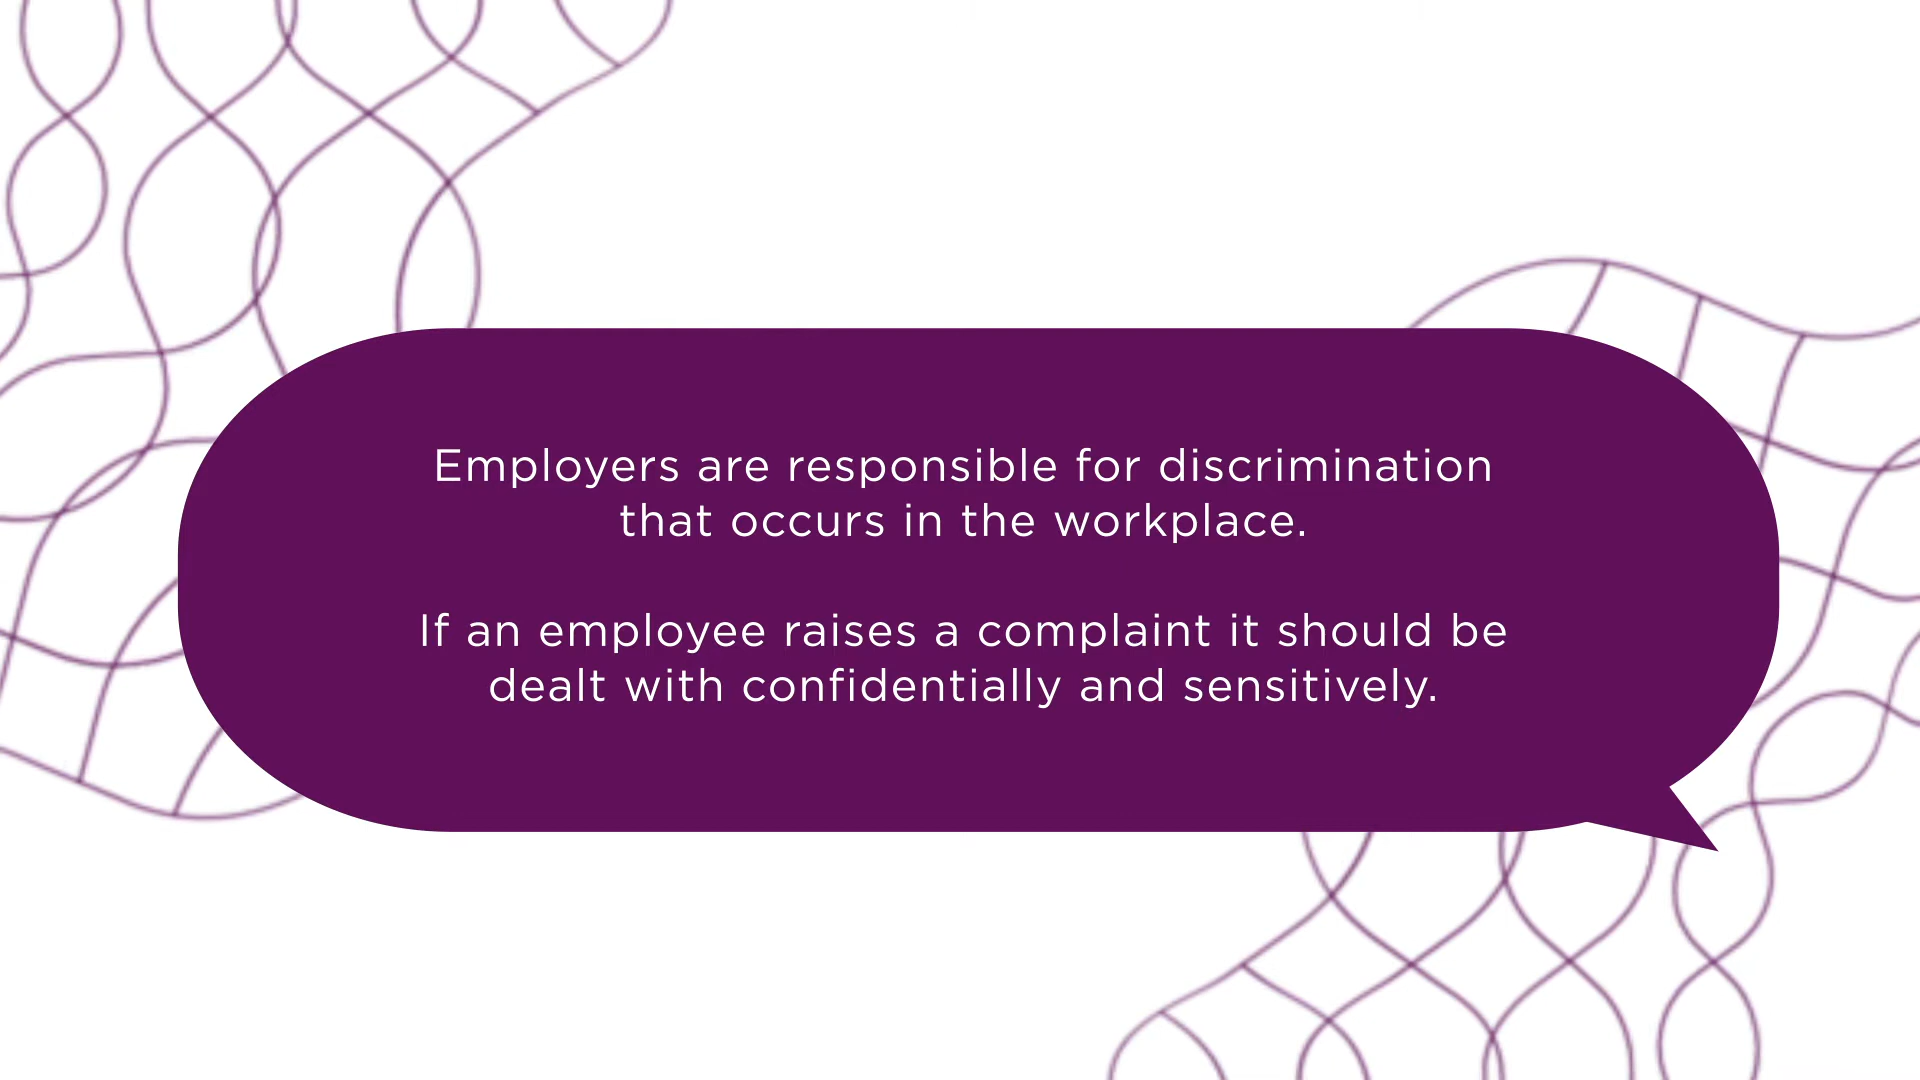 Employers are responsible for discrimination
that occurs in the workplace.
If an employee raises a complaint it should be
dealt with confidentially and sensitively.